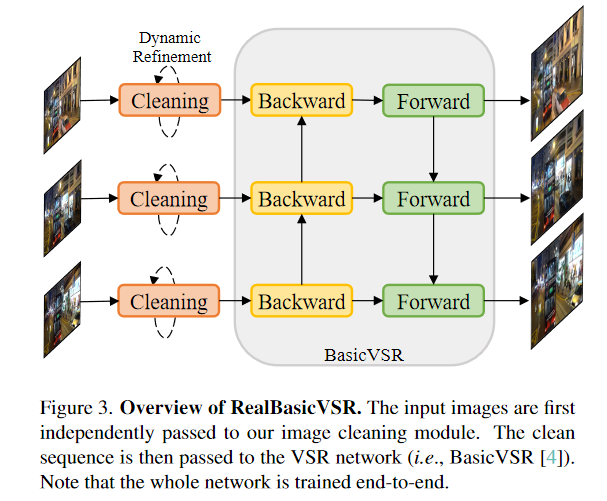 Dynamic
Refinement
Cleaning Backward Forward
Cleaning Backward Forward
Cleaning Backward Forward
BasicVSR
Figure 3. Overview of RealBasicVSR. The input images are first
independently passed to our image cleaning module. The clean
sequence is then passed to the VSR network (i.e., BasicVSR [4]).
Note that the whole network is trained end-to-end.